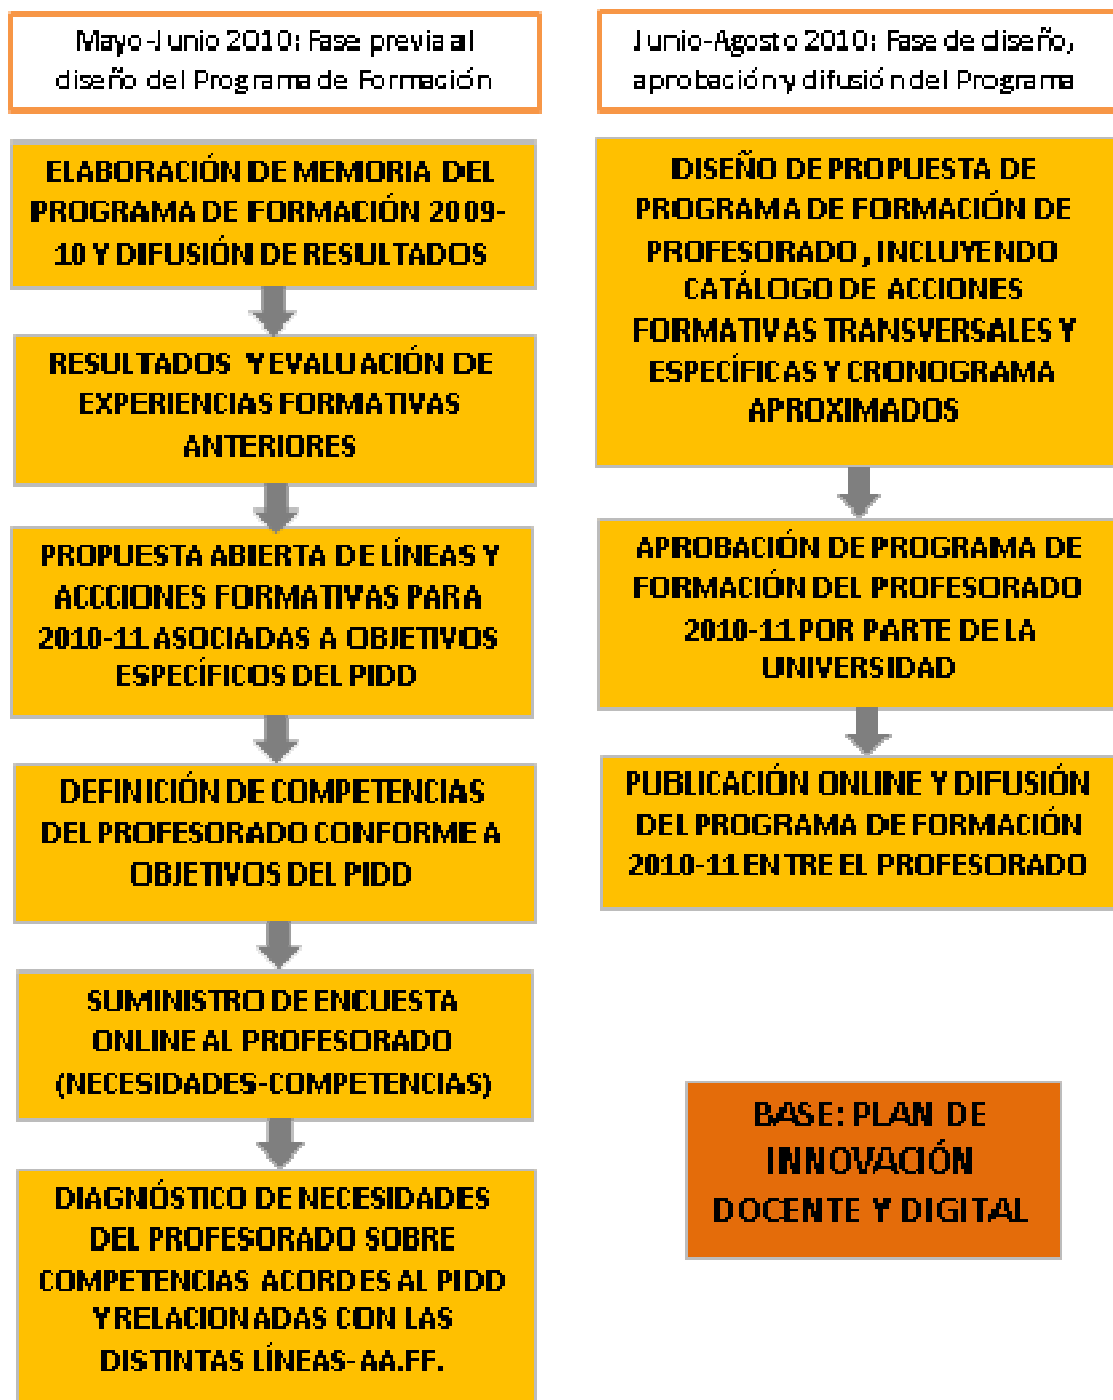 Mayo-Junio 2010: Fase previa al
diseño del Programa de Formación
ELABORACIÓN DE MEMORIA DEL
PROGRAMA DE FORMACIÓN 2009-
10 Y DIFUSIÓN DE RESULTADOS
RESULTADOS Y EVALUACIÓN DE
EXPERIENCIAS FORMATIVAS
ANTERIORES
PROPUESTA ABIERTA DE LÍNEAS Y
ACCCIONES FORMATIVAS PARA
2010-11 ASOCIADAS A OBJETIVOS
ESPECÍFICOS DEL PIDD
DEFINICIÓN DE COMPETENCIAS
DEL PROFESORADO CONFORME A
OBJETIVOS DEL PIDD
SUMINISTRO DE ENCUESTA
ONLINE AL PROFESORADO
(NECESIDADES-COMPETENCIAS)
DIAGNÓSTICO DE NECESIDADES
DEL PROFESORADO SOBRE
COMPETENCIAS ACORDES AL PIDD
Y RELACIONADAS CON LAS
DISTINTAS LÍNEAS- AA.FF.
Junio-Agosto 2010: Fase de diseño,
aprobación y difusión del Programa
DISEÑO DE PROPUESTA DE
PROGRAMA DE FORMACIÓN DE
PROFESORADO, INCLUYENDO
CATÁLOGO DE ACCIONES
FORMATIVAS TRANSVERSALES Y
ESPECÍFICAS Y CRONOGRAMA
APROXIMADOS
APROBACIÓN DE PROGRAMA DE
FORMACIÓN DEL PROFESORADO
2010-11 POR PARTE DE LA
UNIVERSIDAD
PUBLICACIÓN ONLINE Y DIFUSIÓN
DEL PROGRAMA DE FORMACIÓN
2010-11 ENTRE EL PROFESORADO
BASE: PLAN DE
INNOVACIÓN
DOCENTE Y DIGITAL